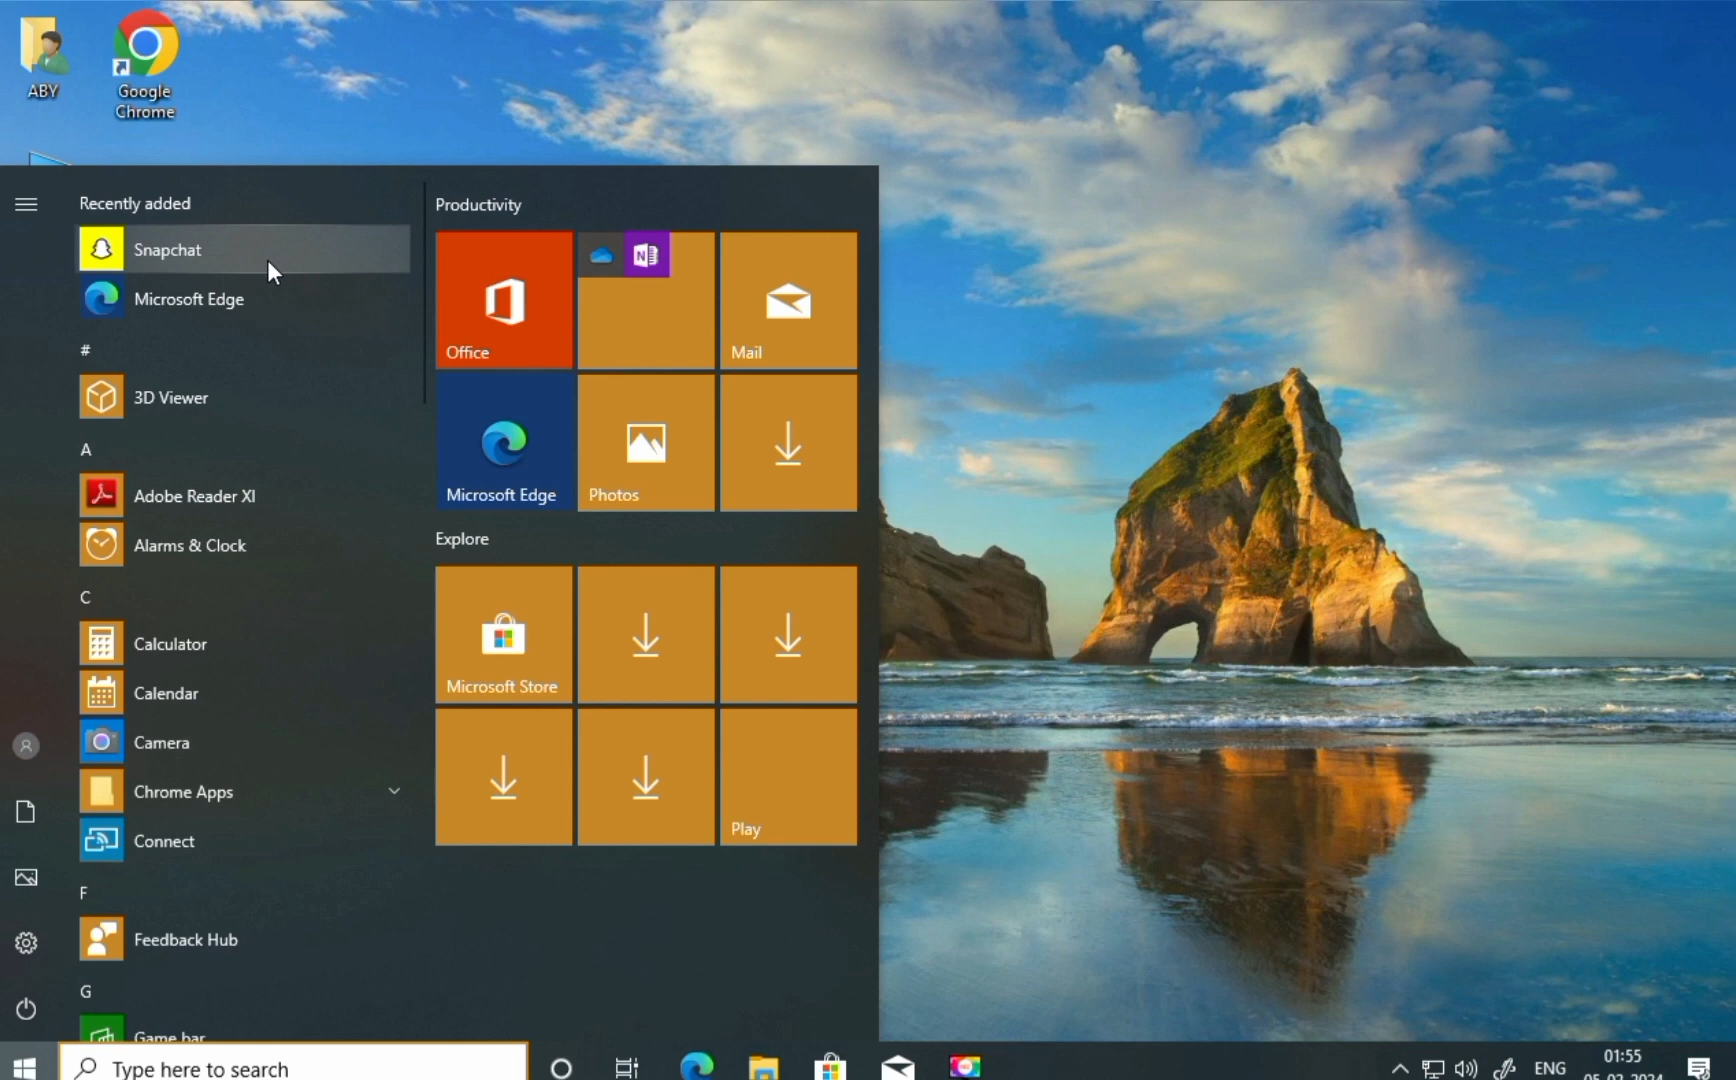 ABY
Google
Chrome
Recently added
Snapchat
Microsoft Edge
#
3D Viewer
A
Adobe Reader XI
Alarms & Clock
C
Calculator
Calendar
Camera
Chrome Apps
Connect
F
Feedback Hub
G
Game bar
Productivity
Office
Mail
Microsoft Edge
Photos
Explore
Microsoft Store
Play
Type here to search
ENG
01:55